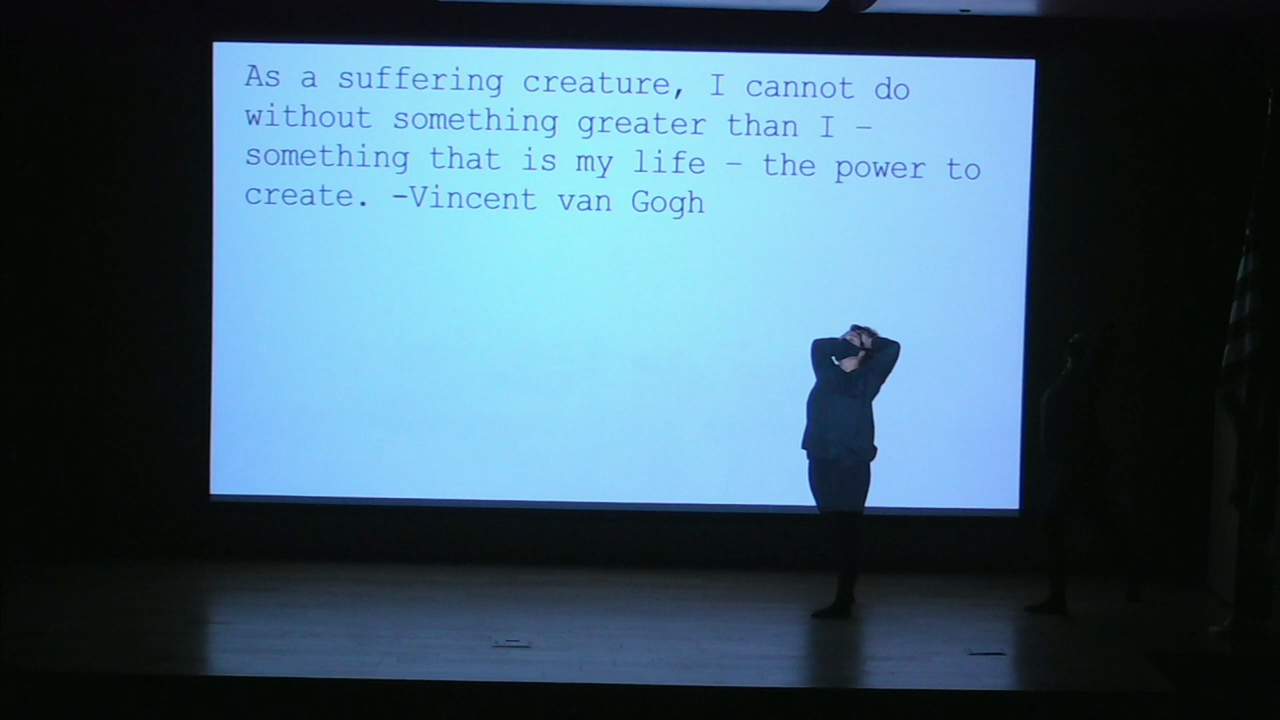 As a suffering creature, I cannot do
without something greater than I –
something that is my life – the power to
create. -Vincent van Gogh